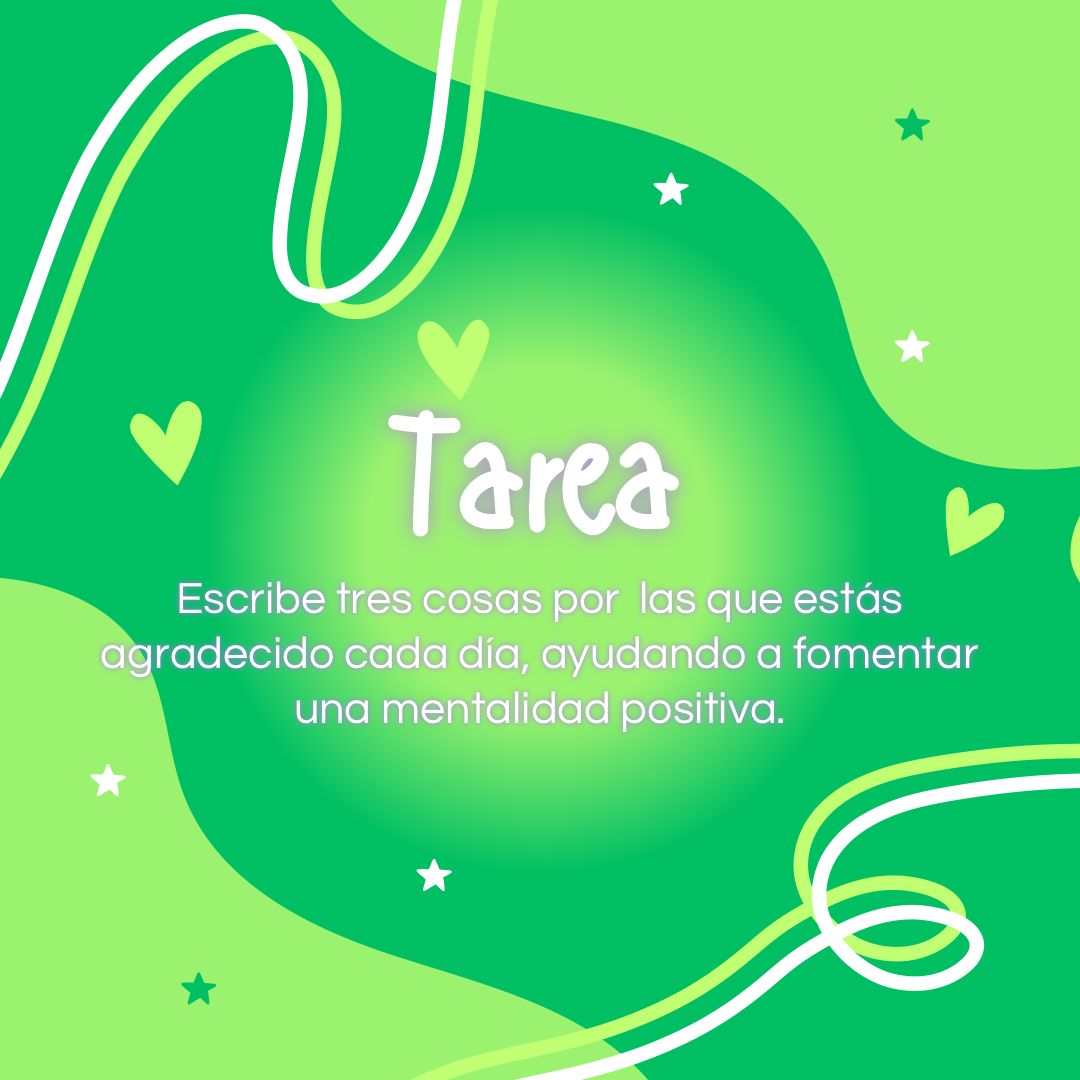 Tarea
Escribe tres cosas por  las que estás
agradecido cada día, ayudando a fomentar
una mentalidad positiva.